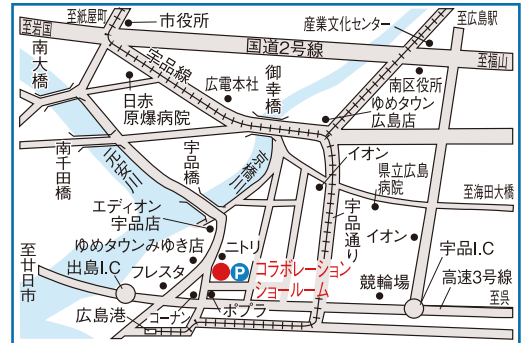 至紙屋町
市役所
産業文化センター
至広島駅
至岩国
国道2号線
至福山
南大橋
宇品線
御幸橋
広電本社
南区役所
ゆめタウン
広島店
日赤
原爆病院
南千田橋
元安川
宇品橋
京橋川
イオン
県立広島
病院
至海田大橋
エディオン
宇品店
宇品通り
ゆめタウンみゆき店
ニトリ
イオン
宇品I.C
至廿日市
出島I.C
フレスタ
P
コラボレーション
ショールーム
競輪場
高速3号線
至呉
広島港
コーナン
ポプラ